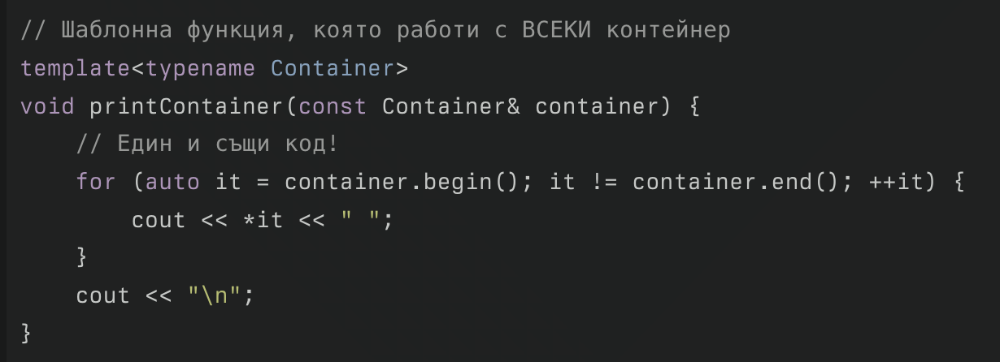 // Шаблонна функция, която работи с ВСЕКИ контейнер
template<typename Container>
void printContainer(const Container& container) {
    // Един и същи код!
    for (auto it = container.begin(); it != container.end(); ++it) {
        cout << *it << " ";
    }
    cout << "\n";
}